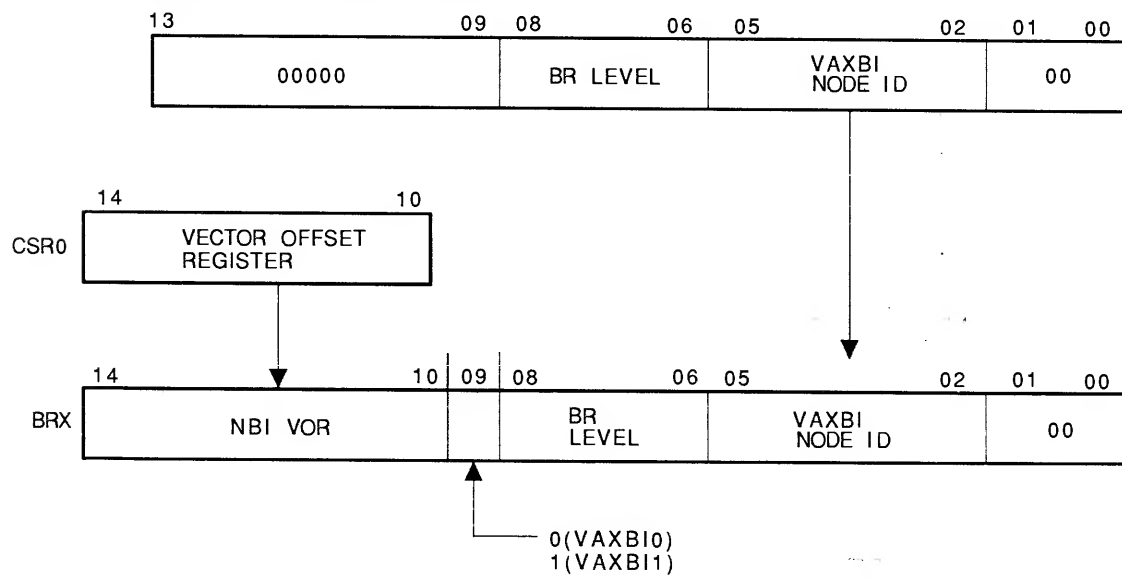 13 09 08 06 05 02 01 00
00000 BR LEVEL VAXBI NODE ID 00
14 10
CSR0 VECTOR OFFSET REGISTER
14 10 09 08 06 05 02 01 00
BRX NBI VOR BR LEVEL VAXBI NODE ID 00
0(VAXBI0)
1(VAXBI1)